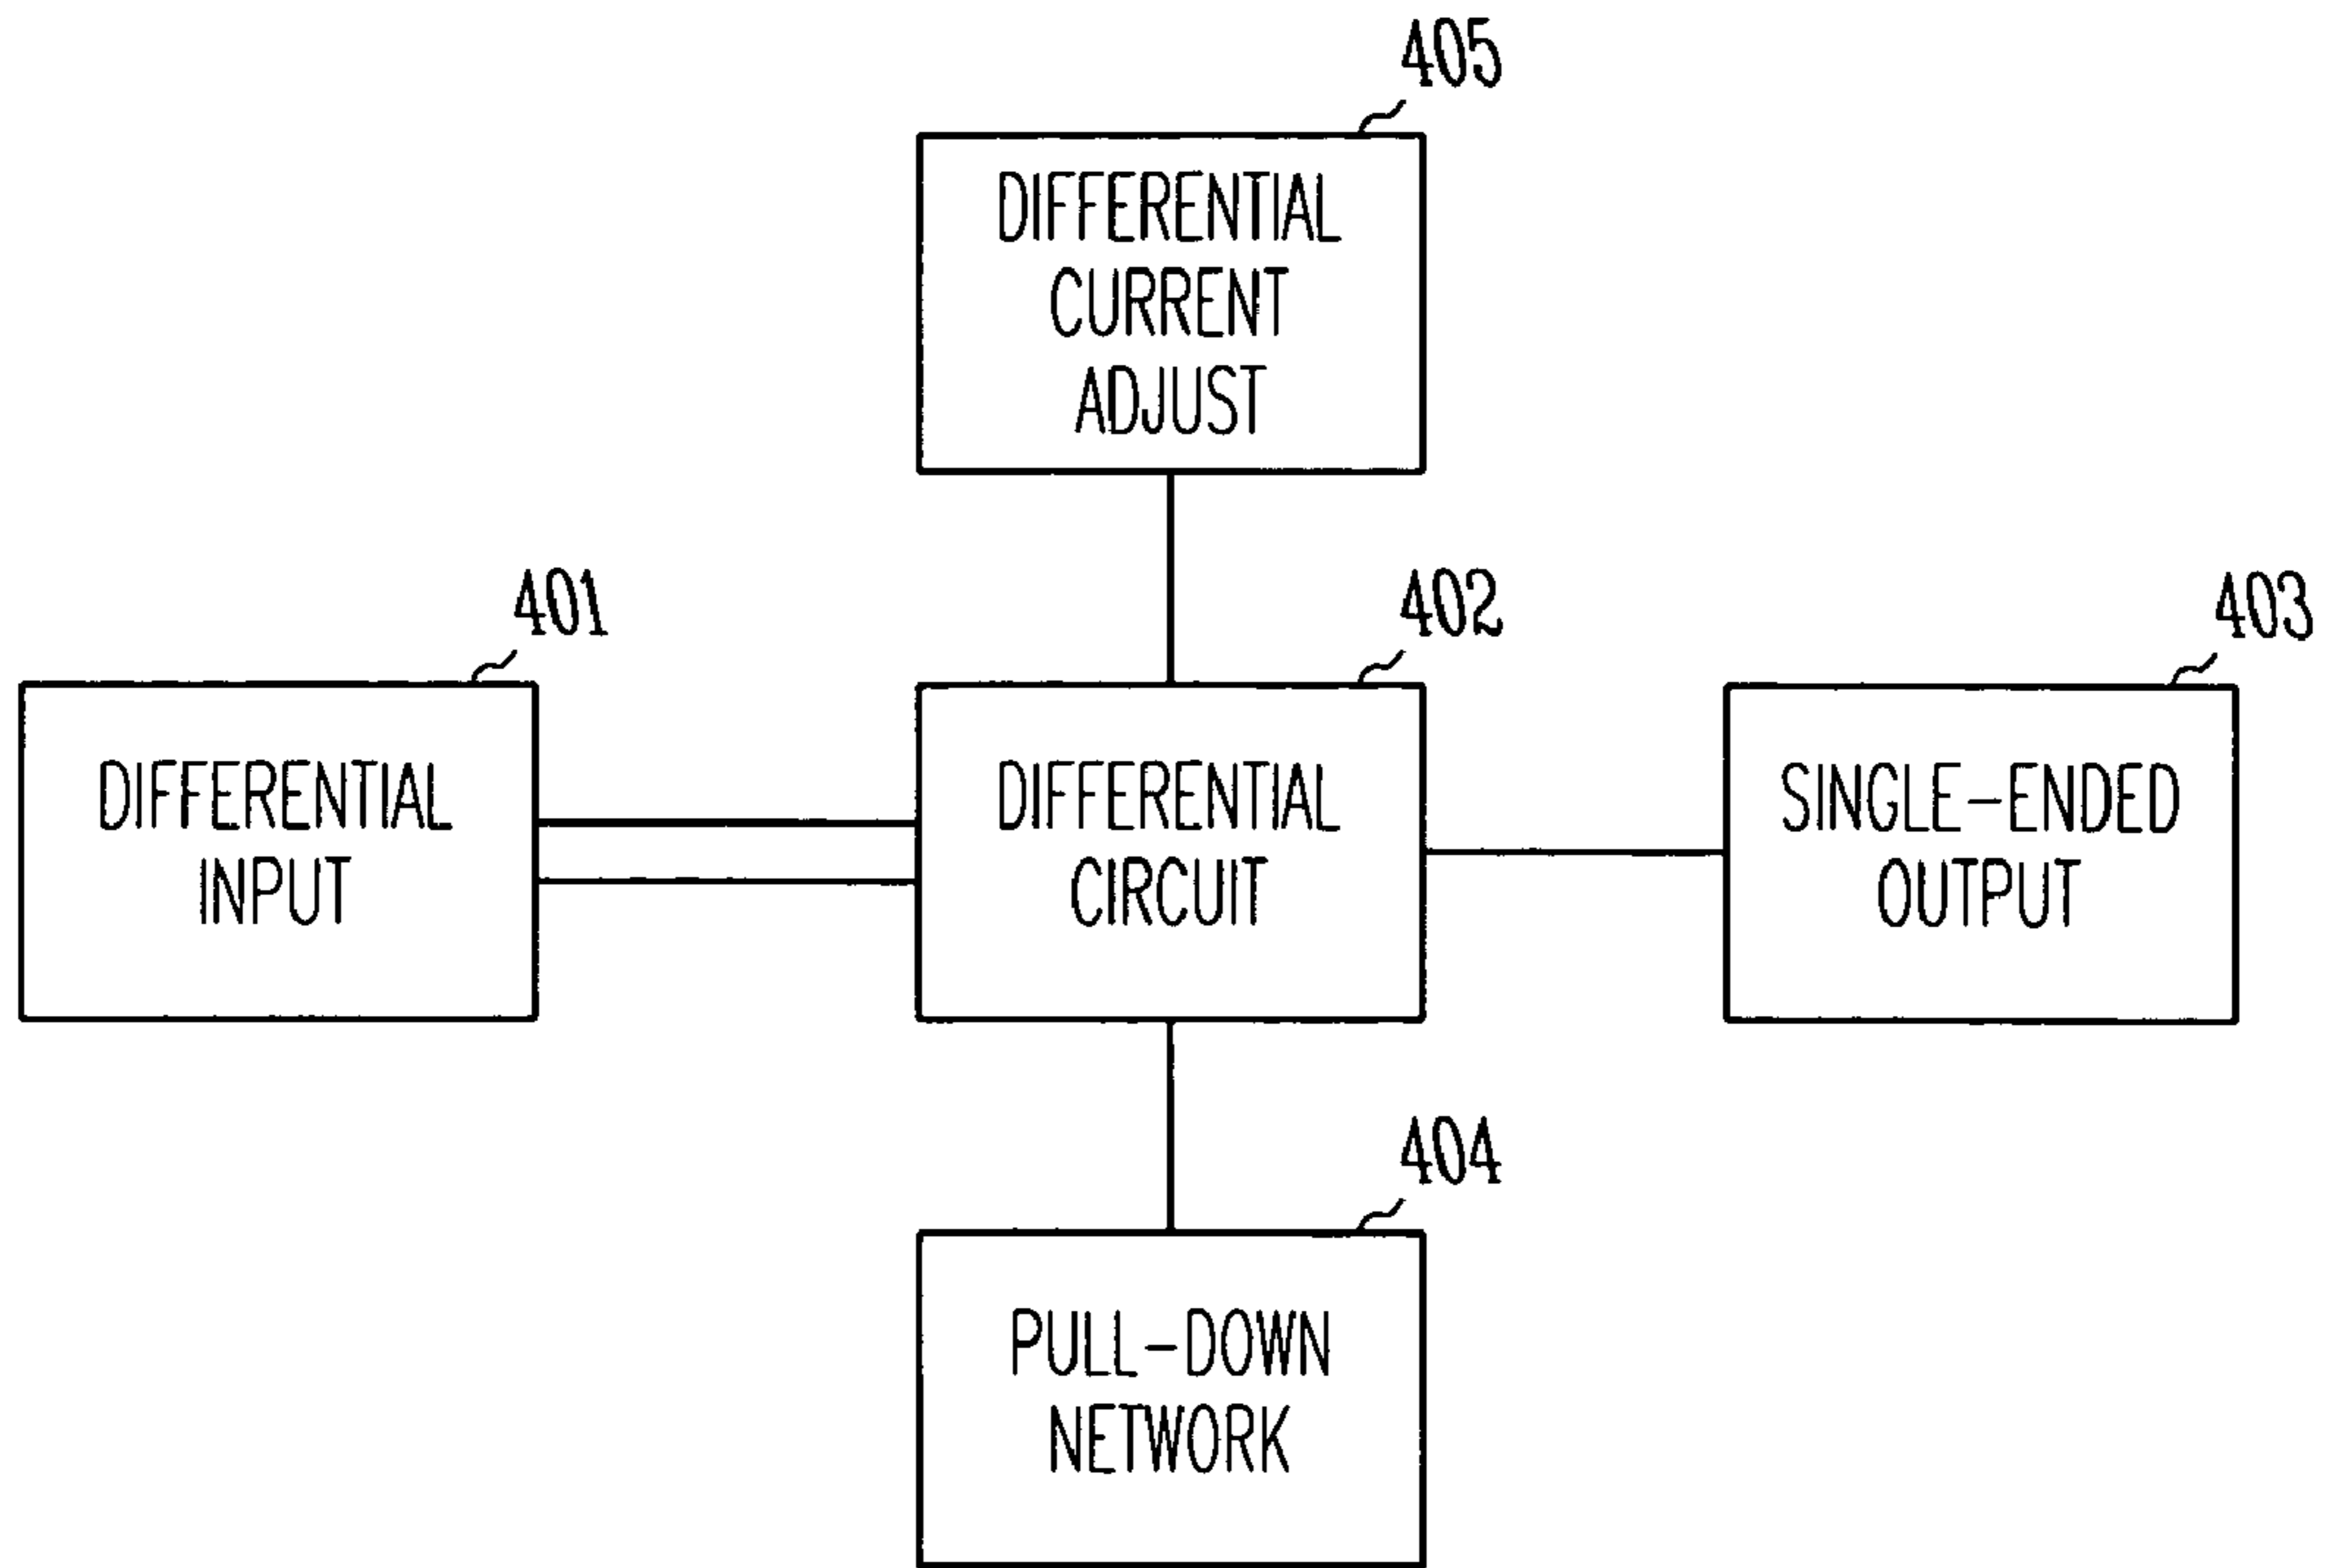 405
DIFFERENTIAL
CURRENT
ADJUST
401
DIFFERENTIAL
INPUT
402
DIFFERENTIAL
CIRCUIT
403
SINGLE-ENDED
OUTPUT
404
PULL-DOWN
NETWORK